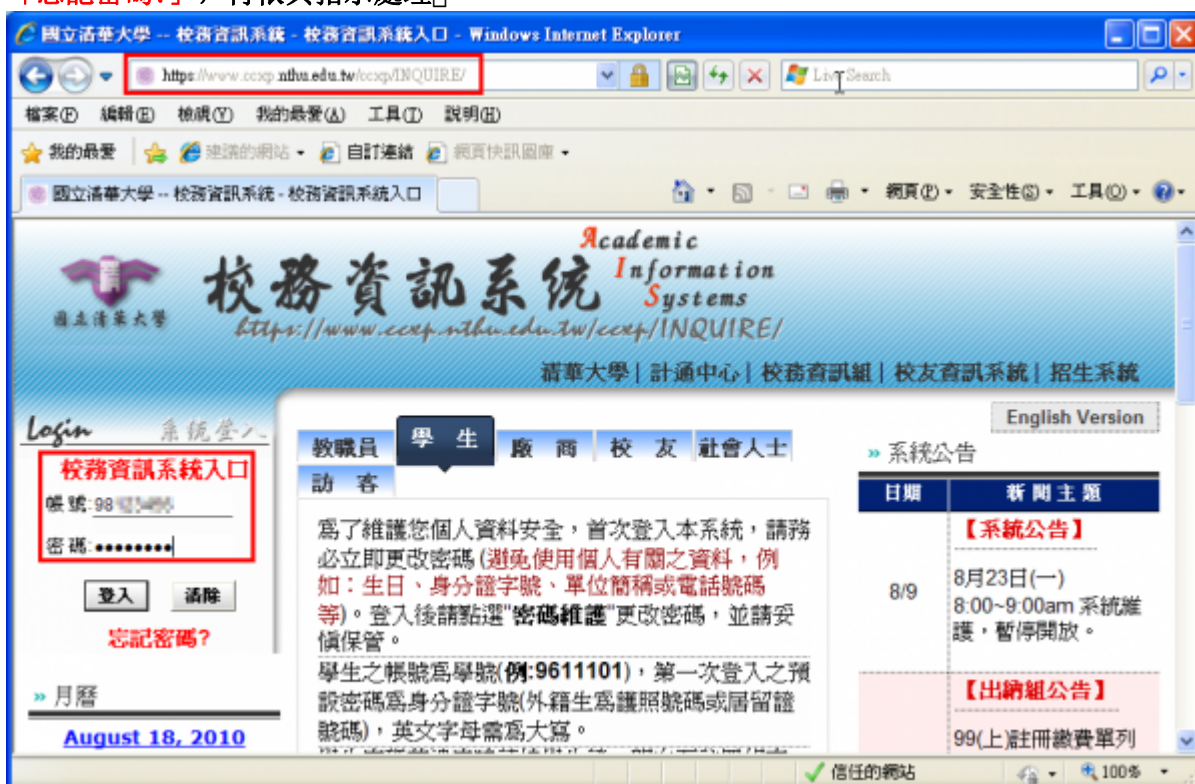 「忘記密碼?」，再依其指示處理。
國立清華大學 -- 校務資訊系統 - 校務資訊系統入口 - Windows Internet Explorer
https://www.ccxp.nthu.edu.tw/ccxp/INQUIRE/
Live Search
檔案(F) 編輯(E) 檢視(V) 我的最愛(A) 工具(T) 說明(H)
我的最愛 建議的網站 自訂連結 網頁快訊圖庫
國立清華大學 -- 校務資訊系統 - 校務資訊系統入口
網頁(P) 安全性(S) 工具(O)
國立清華大學
校務資訊系統
Academic
Information
Systems
https://www.ccxp.nthu.edu.tw/ccxp/INQUIRE/
清華大學 | 計通中心 | 校務資訊組 | 校友資訊系統 | 招生系統
Login 系統登入
校務資訊系統入口
帳號: 98
密碼:
登入 清除
忘記密碼?
月曆
August 18, 2010
教職員 學 生 廠 商 校 友 社會人士
訪 客
為了維護您個人資料安全，首次登入本系統，請務
必立即更改密碼 (避免使用個人有關之資料，例
如：生日、身分證字號、單位簡稱或電話號碼
等)。登入後請點選"密碼維護"更改密碼，並請妥
慎保管。
學生之帳號為學號(例:9611101)，第一次登入之預
設密碼為身分證字號(外籍生為護照號碼或居留證
號碼)，英文字母需為大寫。
English Version
系統公告
日期 新聞主題
【系統公告】
8/9
8月23日(一)
8:00~9:00am 系統維
護，暫停開放。
【出納組公告】
99(上)註冊繳費單列
信任的網站 100%